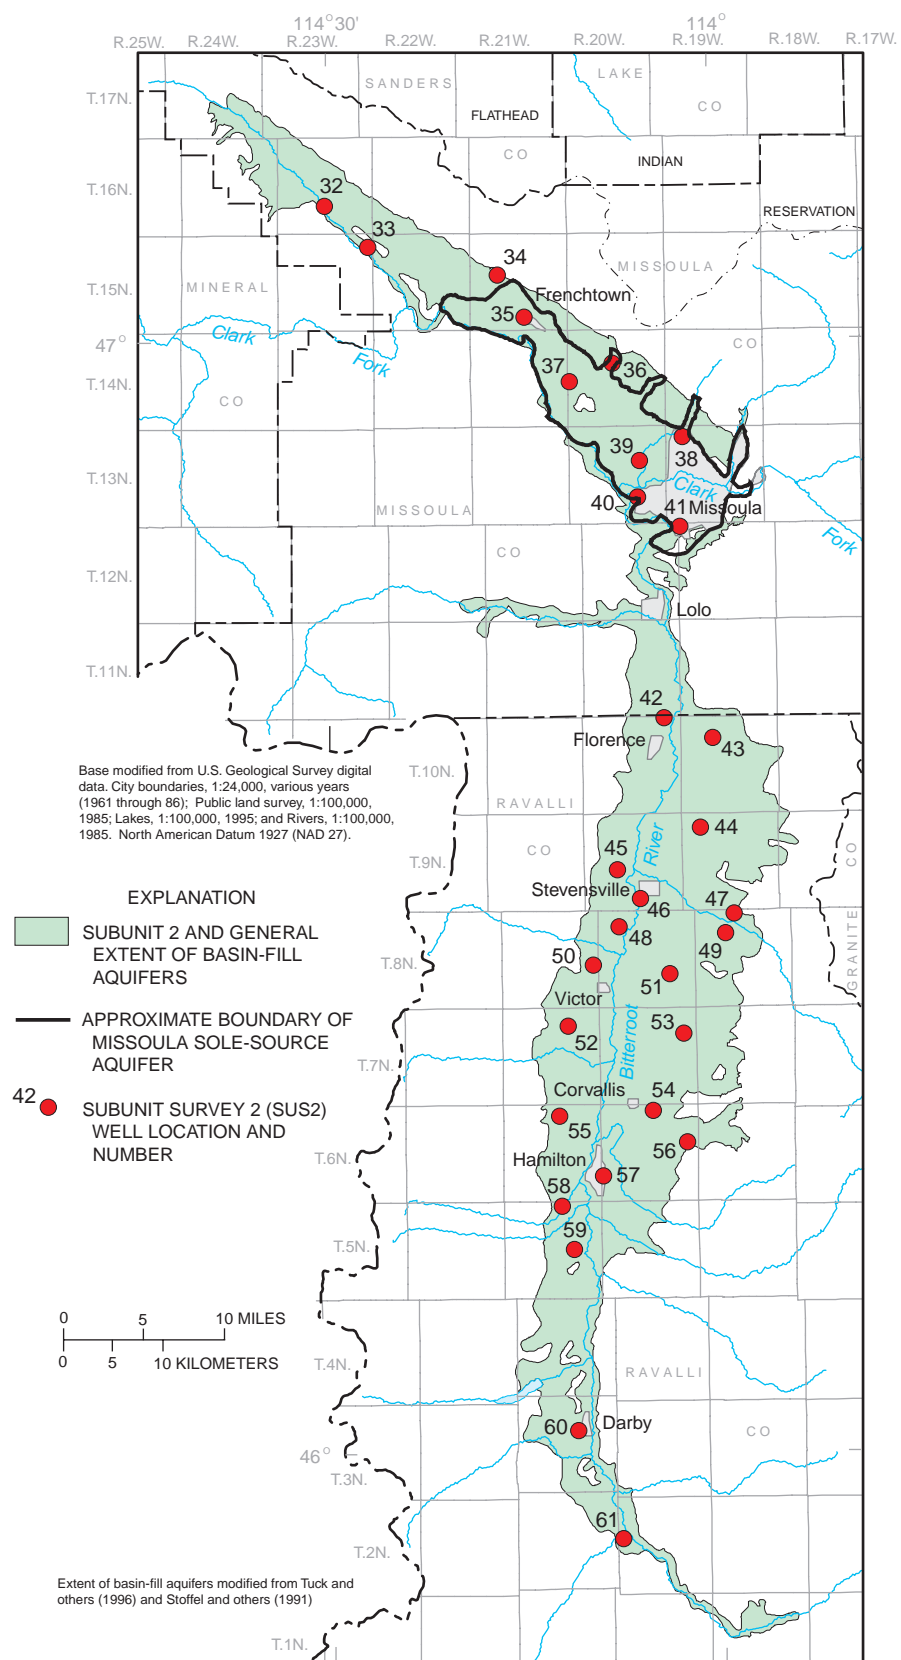 114° 30'
114°
R.25W.
R.24W.
R.23W.
R.22W.
R.21W.
R.20W.
R.19W.
R.18W.
R.17W.
SANDERS
CO
LAKE
CO
FLATHEAD
INDIAN
RESERVATION
T.17N.
T.16N.
32
33
34
MISSOULA
CO
T.15N.
MINERAL
CO
Frenchtown
35
Clark
Fork
47°
36
37
T.14N.
38
39
T.13N.
40
Clark
Fork
41
Missoula
MISSOULA
CO
T.12N.
Lolo
T.11N.
42
Florence
43
Base modified from U.S. Geological Survey digital
data. City boundaries, 1:24,000, various years
(1961 through 86); Public land survey, 1:100,000,
1985; Lakes, 1:100,000, 1995; and Rivers, 1:100,000,
1985. North American Datum 1927 (NAD 27).
T.10N.
RAVALLI
CO
44
River
45
T.9N.
Stevensville
46
47
GRANITE
CO
48
49
50
T.8N.
51
Victor
52
53
Bitterroot
T.7N.
Corvallis
54
55
56
Hamilton
57
T.6N.
58
59
T.5N.
EXPLANATION
SUBUNIT 2 AND GENERAL
EXTENT OF BASIN-FILL
AQUIFERS
APPROXIMATE BOUNDARY OF
MISSOULA SOLE-SOURCE
AQUIFER
42
SUBUNIT SURVEY 2 (SUS2)
WELL LOCATION AND
NUMBER
0 5 10 MILES
0 5 10 KILOMETERS
T.4N.
RAVALLI
CO
60
Darby
46°
T.3N.
61
T.2N.
Extent of basin-fill aquifers modified from Tuck and
others (1996) and Stoffel and others (1991)
T.1N.